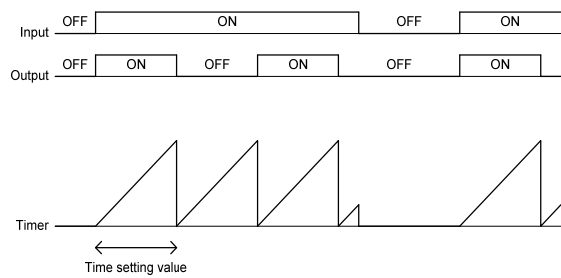 OFF ON OFF ON
Input
OFF ON OFF ON OFF ON
Output
Timer
Time setting value